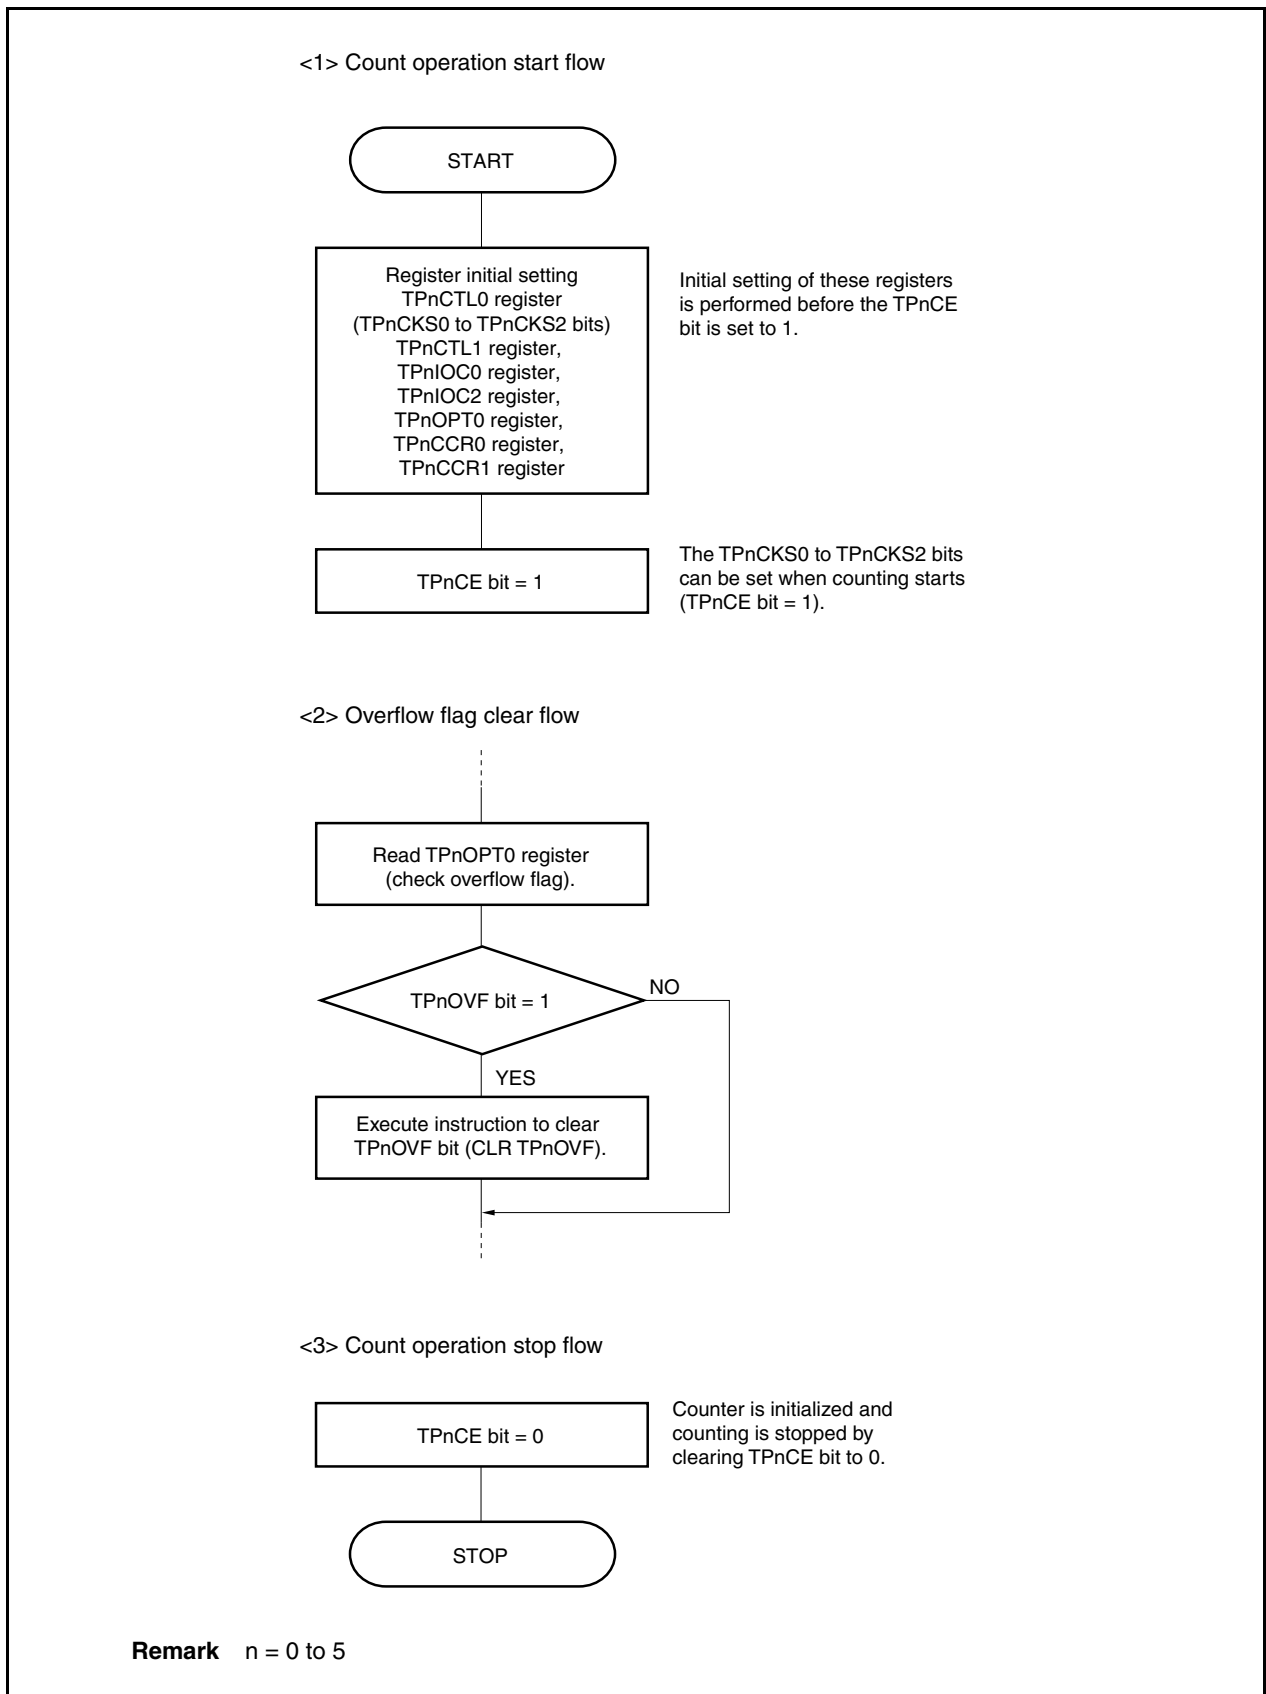 <1> Count operation start flow
START
Register initial setting
TPnCTL0 register
(TPnCKS0 to TPnCKS2 bits)
TPnCTL1 register,
TPnIOC0 register,
TPnIOC2 register,
TPnOPT0 register,
TPnCCR0 register,
TPnCCR1 register
Initial setting of these registers
is performed before the TPnCE
bit is set to 1.
TPnCE bit = 1
The TPnCKS0 to TPnCKS2 bits
can be set when counting starts
(TPnCE bit = 1).
<2> Overflow flag clear flow
Read TPnOPT0 register
(check overflow flag).
TPnOVF bit = 1
NO
YES
Execute instruction to clear
TPnOVF bit (CLR TPnOVF).
<3> Count operation stop flow
TPnCE bit = 0
Counter is initialized and
counting is stopped by
clearing TPnCE bit to 0.
STOP
Remark n = 0 to 5